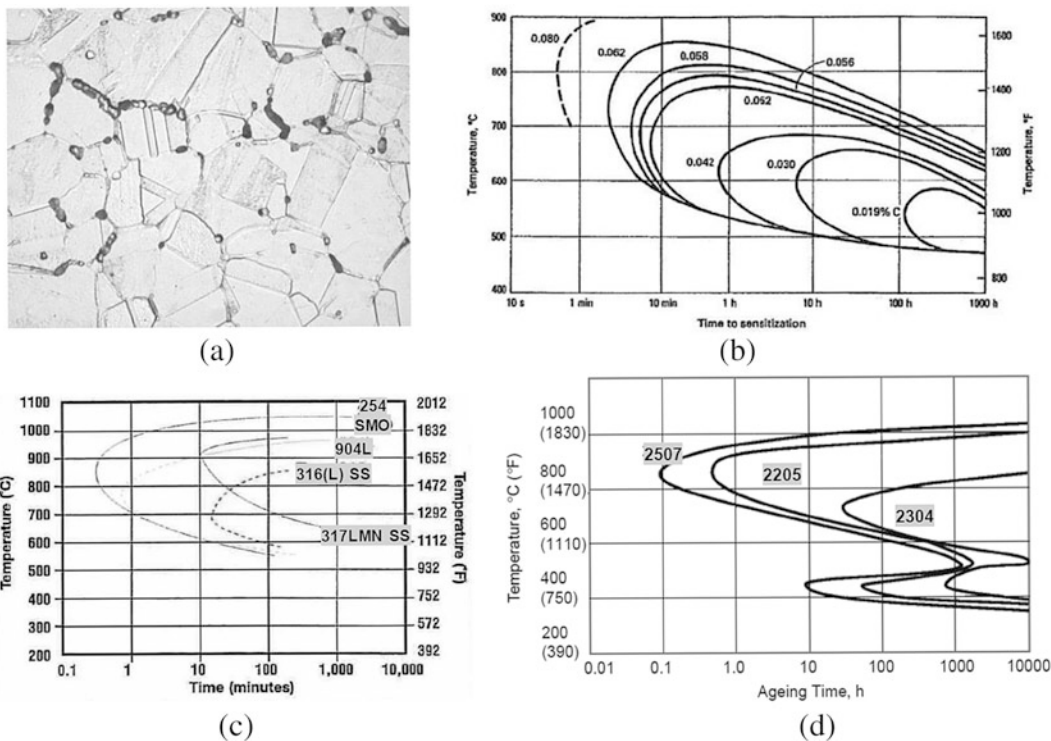 (a)
900
800
700
600
500
400
Temperature, °C
0.080
0.062
0.058
0.056
0.052
0.042
0.030
0.019% C
1600
1400
1200
1000
800
Temperature, °F
10 s
1 min
10 min
1 h
10 h
100 h
1000 h
Time to sensitization
(b)
1100
1000
900
800
700
600
500
400
300
200
Temperature (°C)
254
SMO
904L
316(L) SS
317LMN SS
2012
1832
1652
1472
1292
1112
932
752
572
392
Temperature (°F)
0.1
1
10
100
1,000
10,000
Time (minutes)
(c)
1000
(1830)
800
(1470)
600
(1110)
400
(750)
200
(390)
Temperature, °C (°F)
2507
2205
2304
0.01
0.1
1.0
10
100
1000
10000
Ageing Time, h
(d)